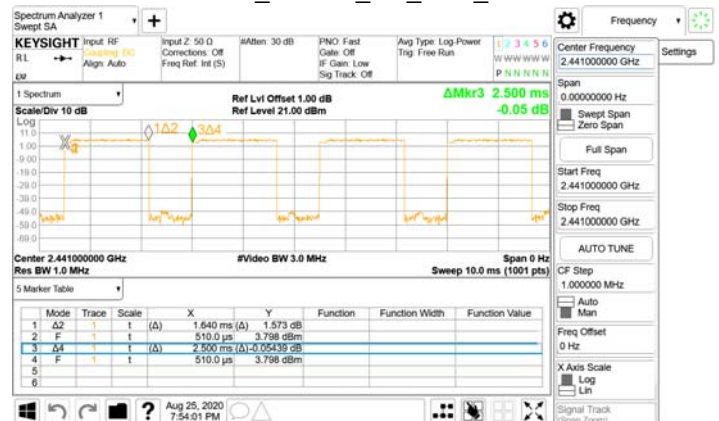 Spectrum Analyzer 1
Swept SA
+
Frequency
KEYSIGHT
RL
Input: RF
Coupling: DC
Align: Auto
Input Z: 50 Ω
Corrections: Off
Freq Ref: Int (S)
#Atten: 30 dB
PNO: Fast
Gate: Off
IF Gain: Low
Sig Track: Off
Avg Type: Log-Power
Trig: Free Run
1 2 3 4 5 6
W W W W W W
P N N N N N
1 Spectrum
Scale/Div 10 dB
Ref Lvl Offset 1.00 dB
Ref Level 21.00 dBm
ΔMkr3 2.500 ms
-0.05 dB
Log
11.0
1.00
-9.00
-19.0
-29.0
-39.0
-49.0
-59.0
-69.0
1Δ2
3Δ4
Center 2.441000000 GHz
#Video BW 3.0 MHz
Span 0 Hz
Res BW 1.0 MHz
Sweep 10.0 ms (1001 pts)
5 Marker Table
Mode Trace Scale X Y Function Function Width Function Value
1 Δ2 1 t (Δ) 1.640 ms (Δ) 1.573 dB
2 F 1 t 510.0 µs 3.798 dBm
3 Δ4 1 t (Δ) 2.500 ms (Δ) -0.05439 dB
4 F 1 t 510.0 µs 3.798 dBm
5
6
Aug 25, 2020
7:54:01 PM
Center Frequency
2.441000000 GHz
Settings
Span
0.00000000 Hz
Swept Span
Zero Span
Full Span
Start Freq
2.441000000 GHz
Stop Freq
2.441000000 GHz
AUTO TUNE
CF Step
1.000000 MHz
Auto
Man
Freq Offset
0 Hz
X Axis Scale
Log
Lin
Signal Track
(Span Zoom)